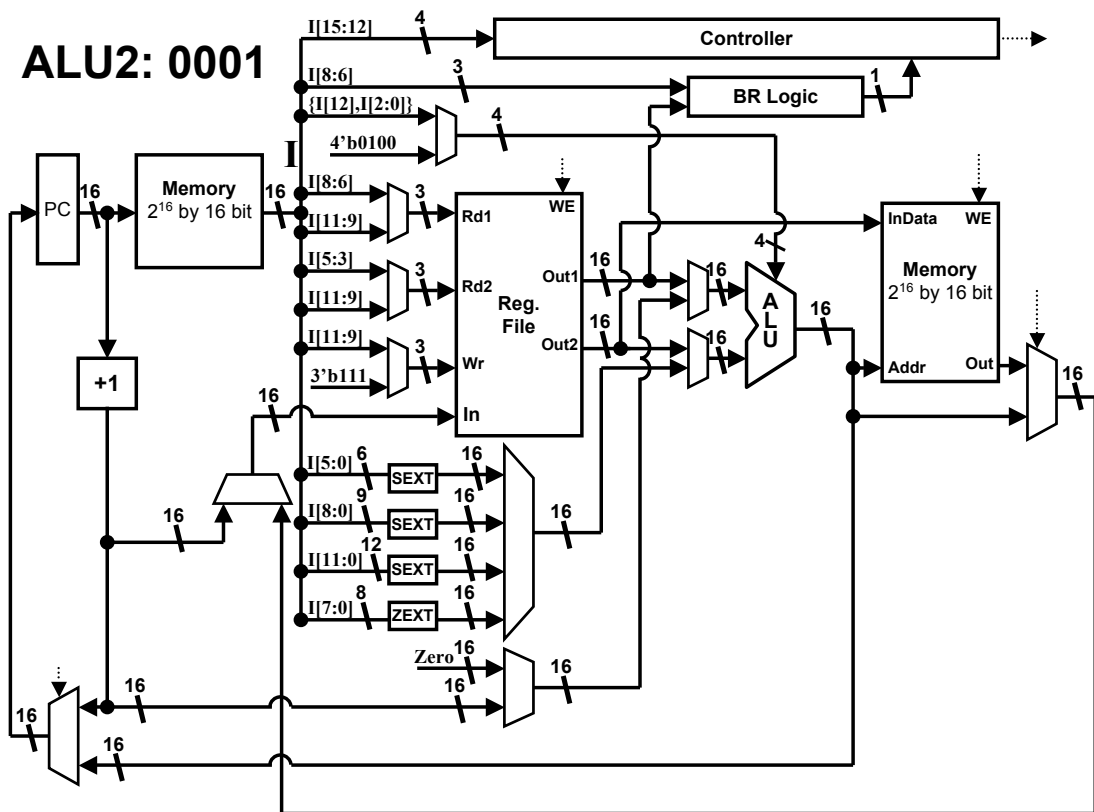 ALU2: 0001
I[15:12]
4
Controller
I[8:6]
3
BR Logic
1
{I[12],I[2:0]}
4
4’b0100
I
PC
16
Memory
2¹⁶ by 16 bit
16
I[8:6]
I[11:9]
3
Rd1
WE
I[5:3]
I[11:9]
3
Rd2
Reg.
File
Out1
16
Out2
16
I[11:9]
3’b111
3
Wr
In
16
16
16
4
ALU
16
InData
WE
Memory
2¹⁶ by 16 bit
Addr
Out
16
+1
16
I[5:0]
6
SEXT
16
I[8:0]
9
SEXT
16
16
I[11:0]
12
SEXT
16
I[7:0]
8
ZEXT
16
Zero
16
16
16
16
16
16